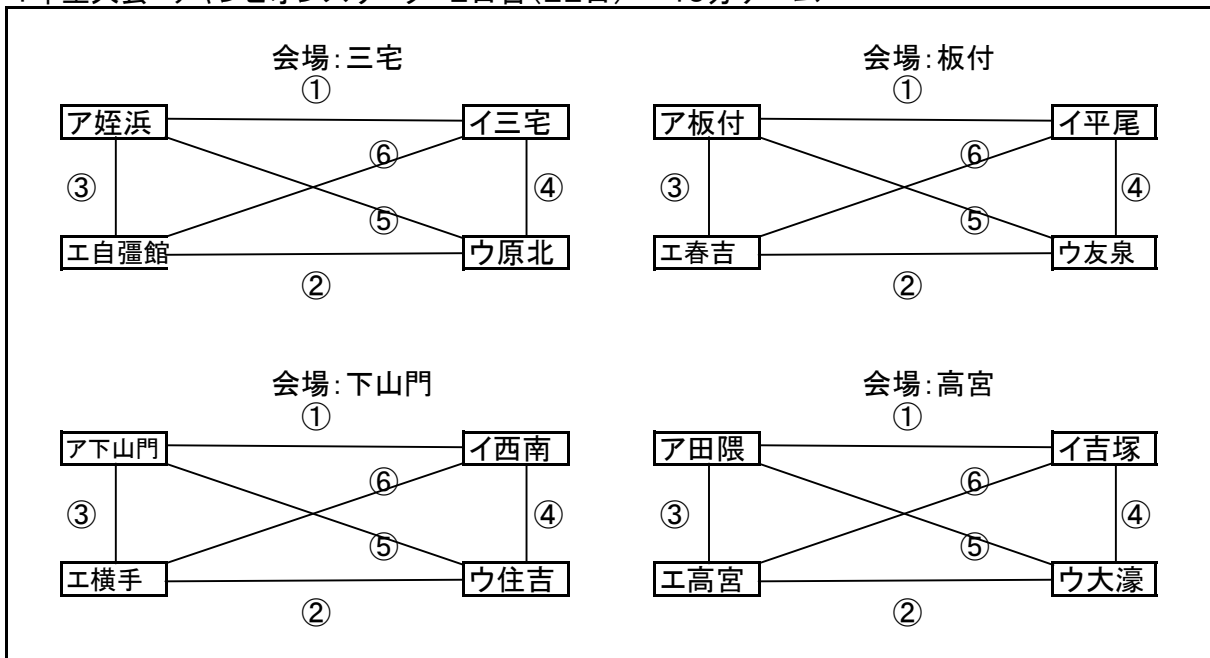 会場：三宅
①
ア姪浜
イ三宅
⑥
③
④
⑤
エ自彊館
ウ原北
②
会場：板付
①
ア板付
イ平尾
⑥
③
④
⑤
エ春吉
ウ友泉
②
会場：下山門
①
ア下山門
イ西南
⑥
③
④
⑤
エ横手
ウ住吉
②
会場：高宮
①
ア田隈
イ吉塚
⑥
③
④
⑤
エ高宮
ウ大濠
②